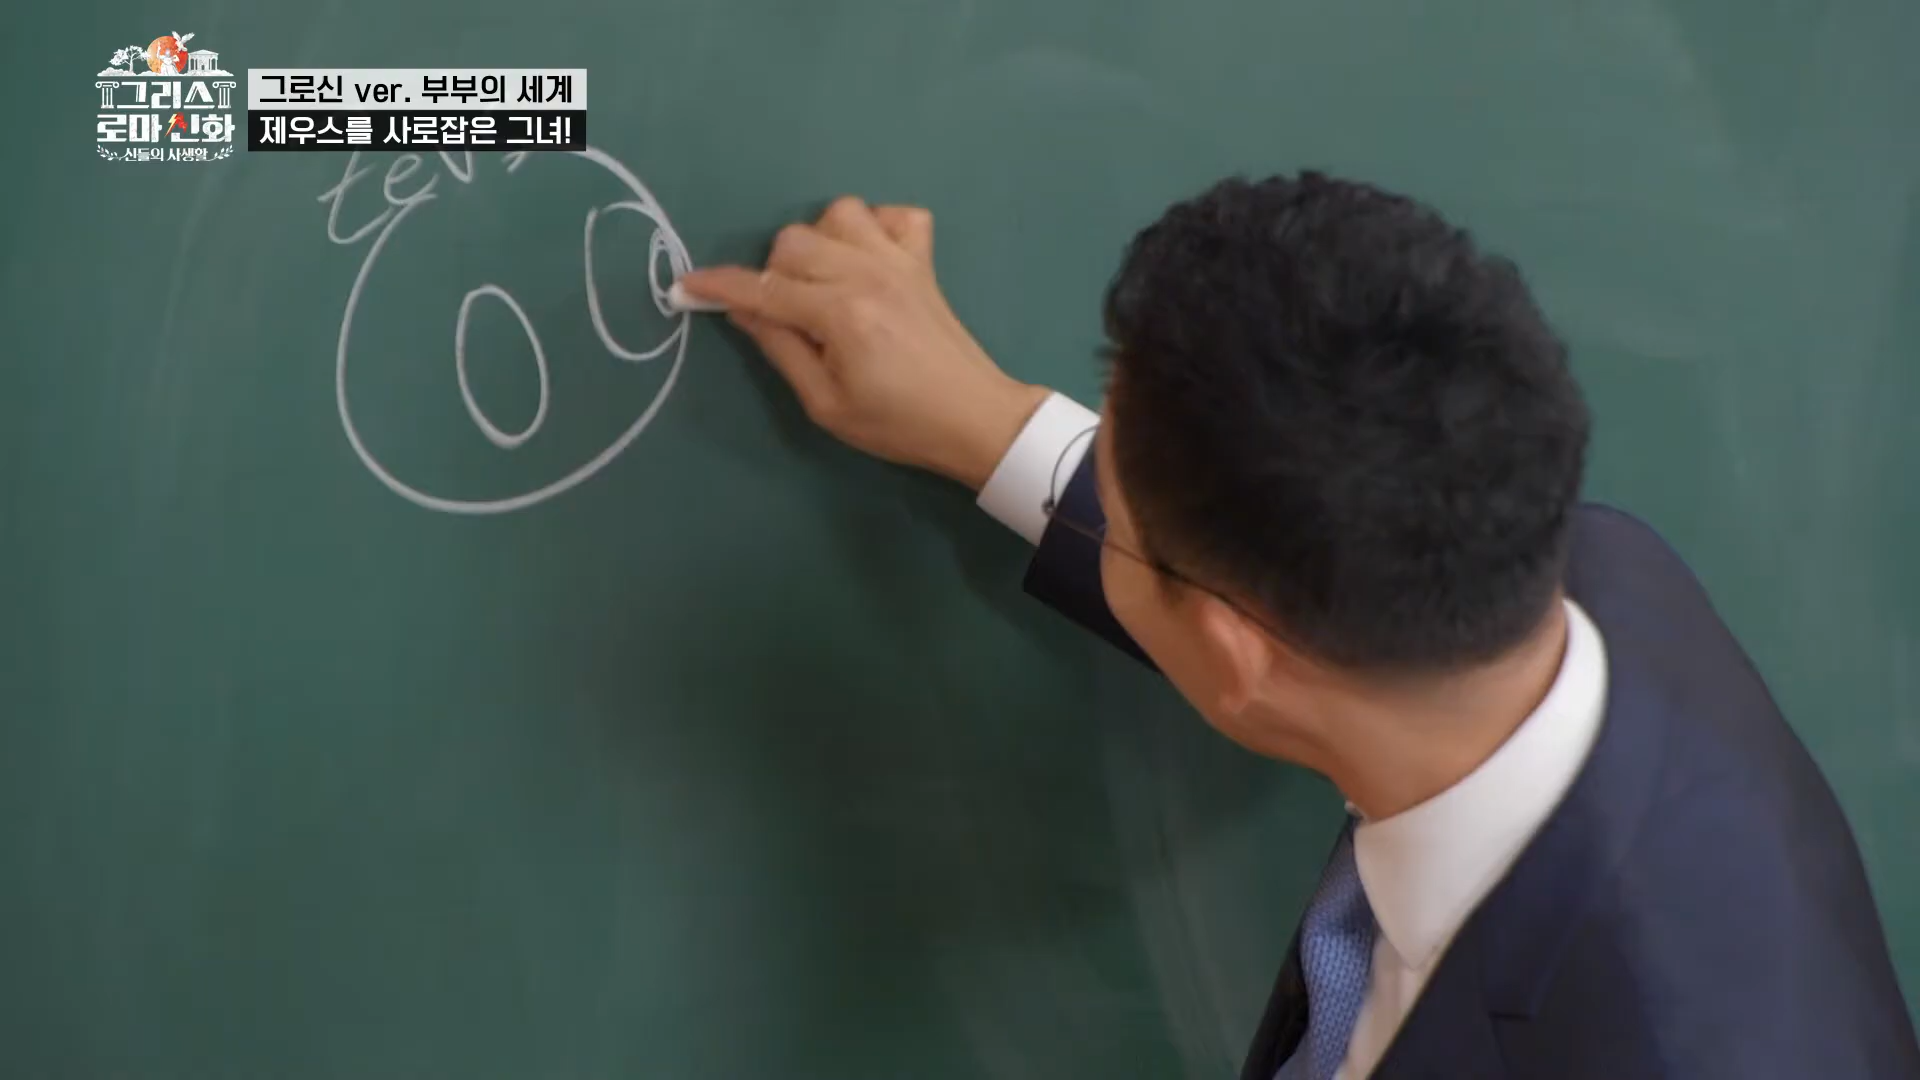 그리스
로마 신화
신들의 사생활
그로신 ver. 부부의 세계
제우스를 사로잡은 그녀!